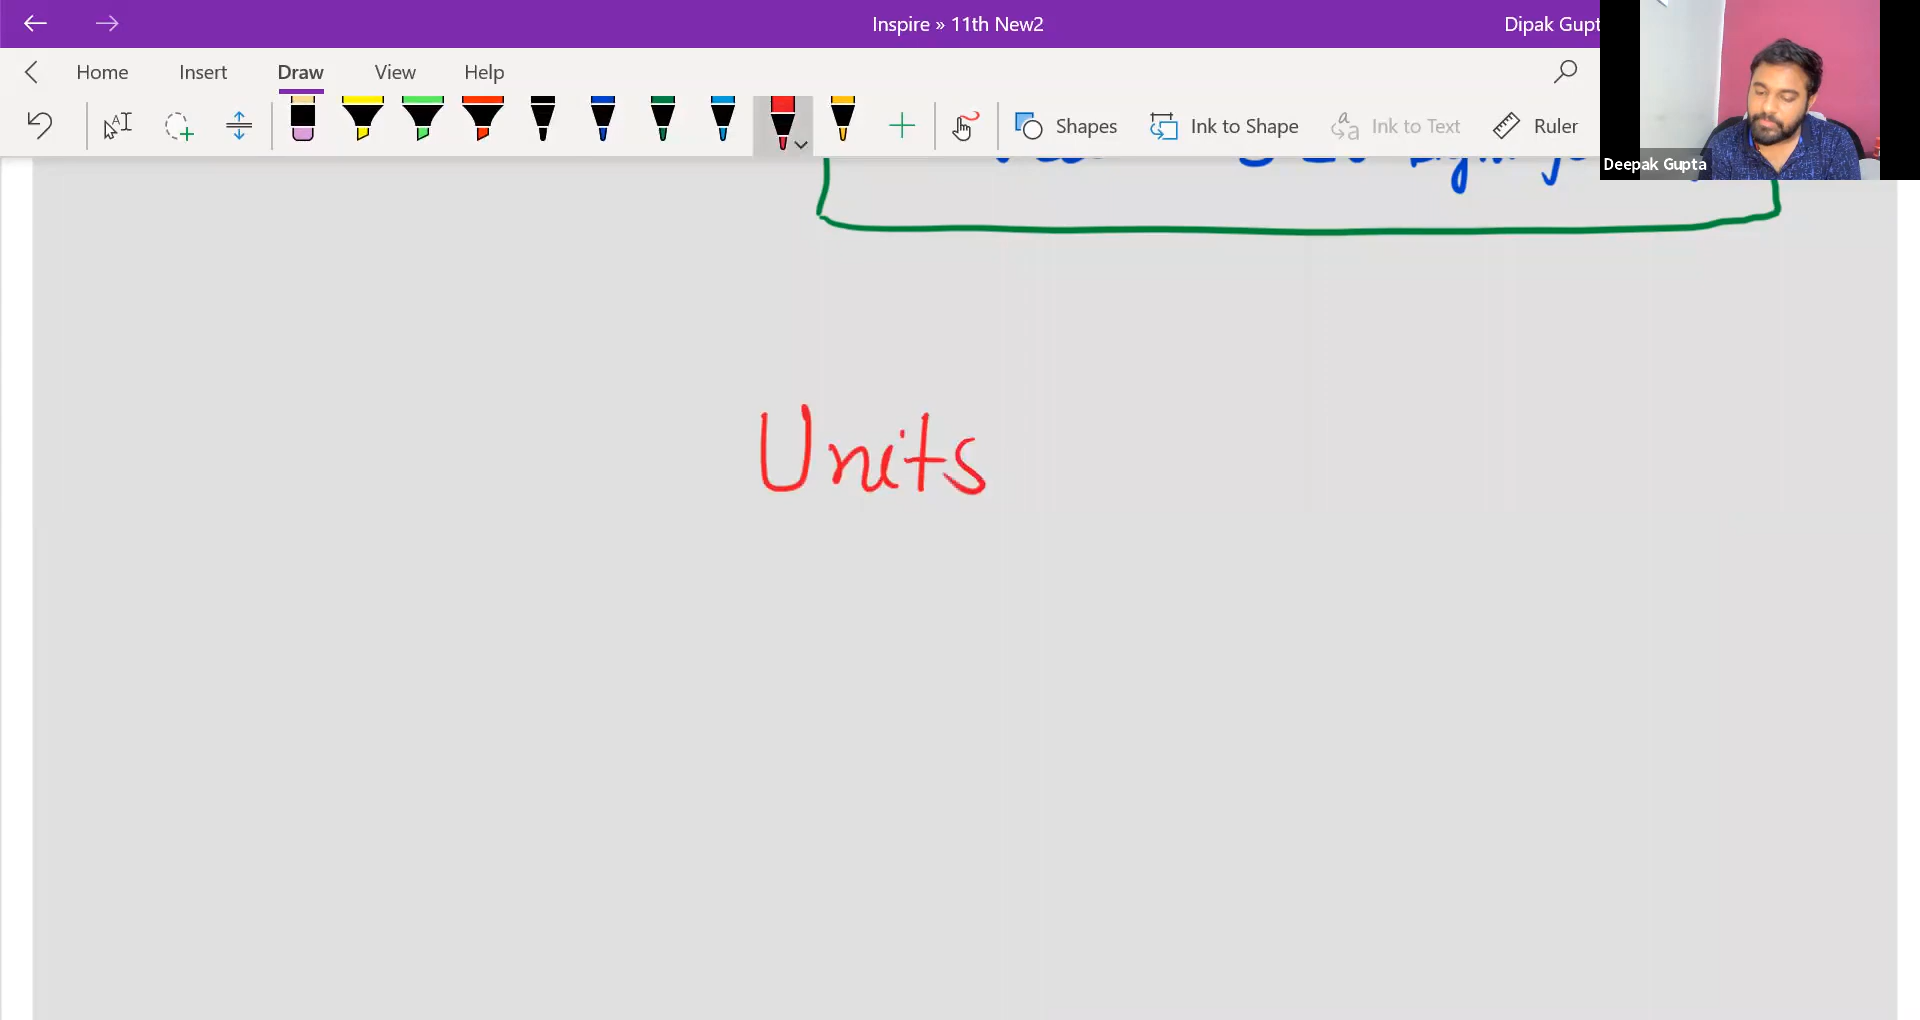 Inspire » 11th New2
Dipak Gupt
Home Insert Draw View Help
Shapes Ink to Shape Ink to Text Ruler
Deepak Gupta
Units